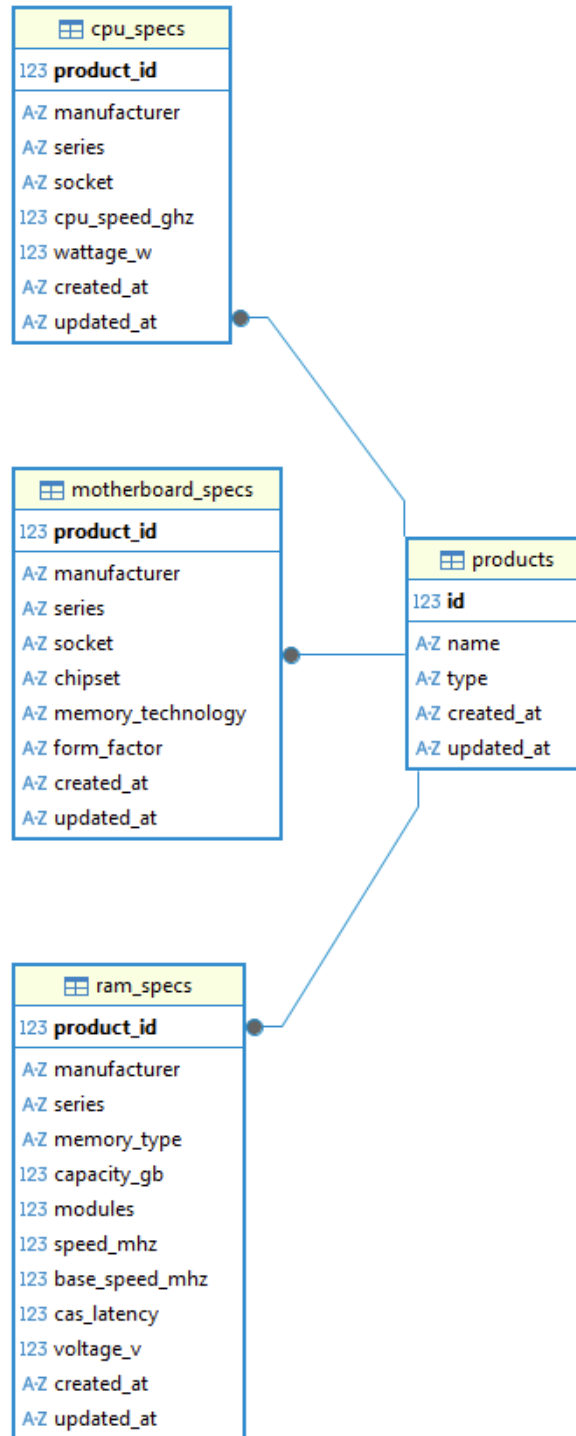 cpu_specs
123 product_id
A-Z manufacturer
A-Z series
A-Z socket
123 cpu_speed_ghz
123 wattage_w
A-Z created_at
A-Z updated_at
motherboard_specs
123 product_id
A-Z manufacturer
A-Z series
A-Z socket
A-Z chipset
A-Z memory_technology
A-Z form_factor
A-Z created_at
A-Z updated_at
products
123 id
A-Z name
A-Z type
A-Z created_at
A-Z updated_at
ram_specs
123 product_id
A-Z manufacturer
A-Z series
A-Z memory_type
123 capacity_gb
123 modules
123 speed_mhz
123 base_speed_mhz
123 cas_latency
123 voltage_v
A-Z created_at
A-Z updated_at